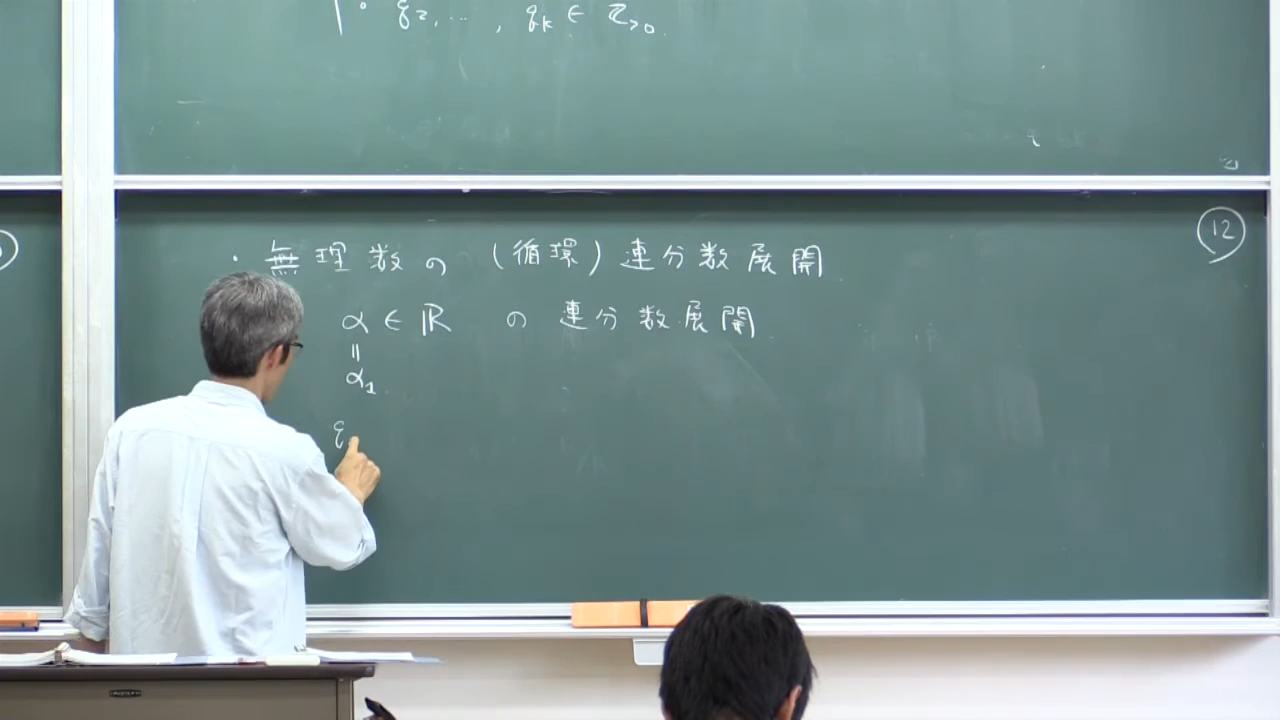 q₂, ..., qₖ ∈ ℤ>₀.
12
・無理数の (循環) 連分数展開
α ∈ ℝ の 連分数展開
=
α₁
q